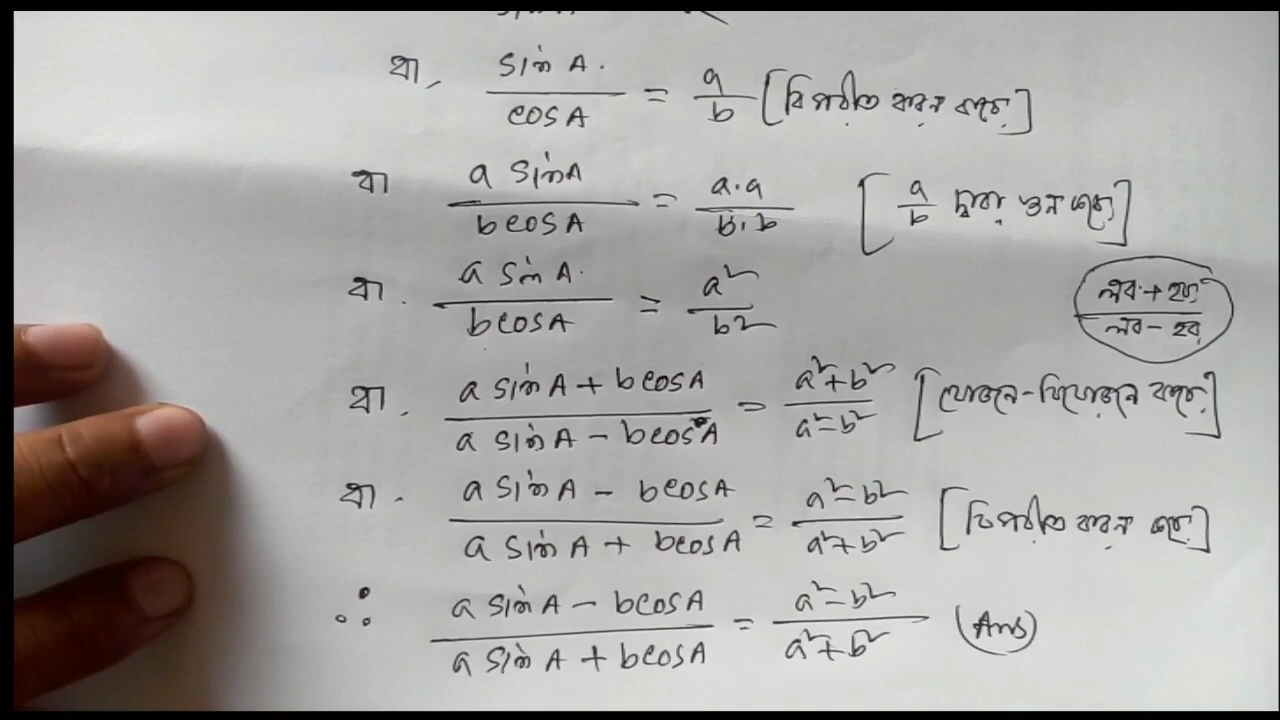 বা, sin A / cos A = a/b [বিপরীত করন করে]
বা a sin A / b cos A = a.a / b.b [a/b দ্বারা গুন করে]
বা. a sin A / b cos A = a² / b²
লব + হর / লব - হর
বা. a sin A + b cos A / a sin A - b cos A = a²+b² / a²-b² [যোজন-বিয়োজন করে]
বা. a sin A - b cos A / a sin A + b cos A = a²-b² / a²+b² [বিপরীত করন করে]
∴ a sin A - b cos A / a sin A + b cos A = a²-b² / a²+b² (Ans)